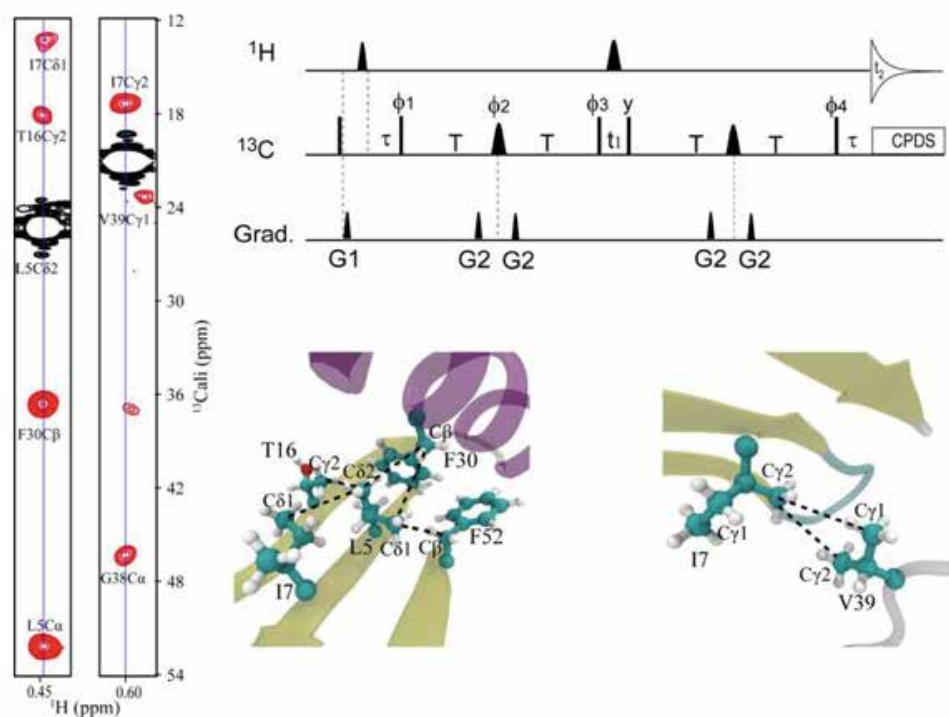 I7Cδ1
T16Cγ2
L5Cδ2
F30Cβ
L5Cα
0.45
I7Cγ2
V39Cγ1
G38Cα
0.60
¹H (ppm)
12
18
24
30
36
42
48
54
¹³Cali (ppm)
¹H
t₂
ϕ1 ϕ2 ϕ3 y ϕ4
¹³C τ T T t₁ T T τ CPDS
Grad.
G1 G2 G2 G2 G2
Cβ
T16 Cγ2 Cδ2 F30
Cδ1
L5 Cδ1 Cβ F52
I7
Cγ2
Cγ1
Cγ1
I7
Cγ2
V39